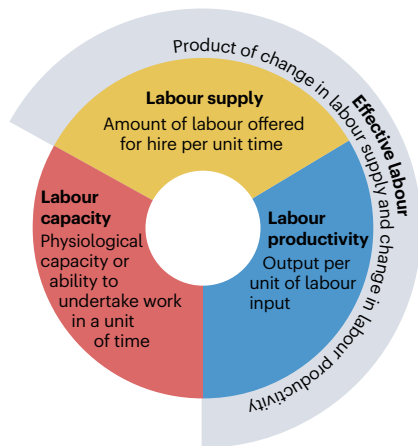 Effective labour
Product of change in labour supply and change in labour productivity
Labour supply
Amount of labour offered
for hire per unit time
Labour
capacity
Physiological
capacity or
ability to
undertake work
in a unit
of time
Labour
productivity
Output per
unit of labour
input